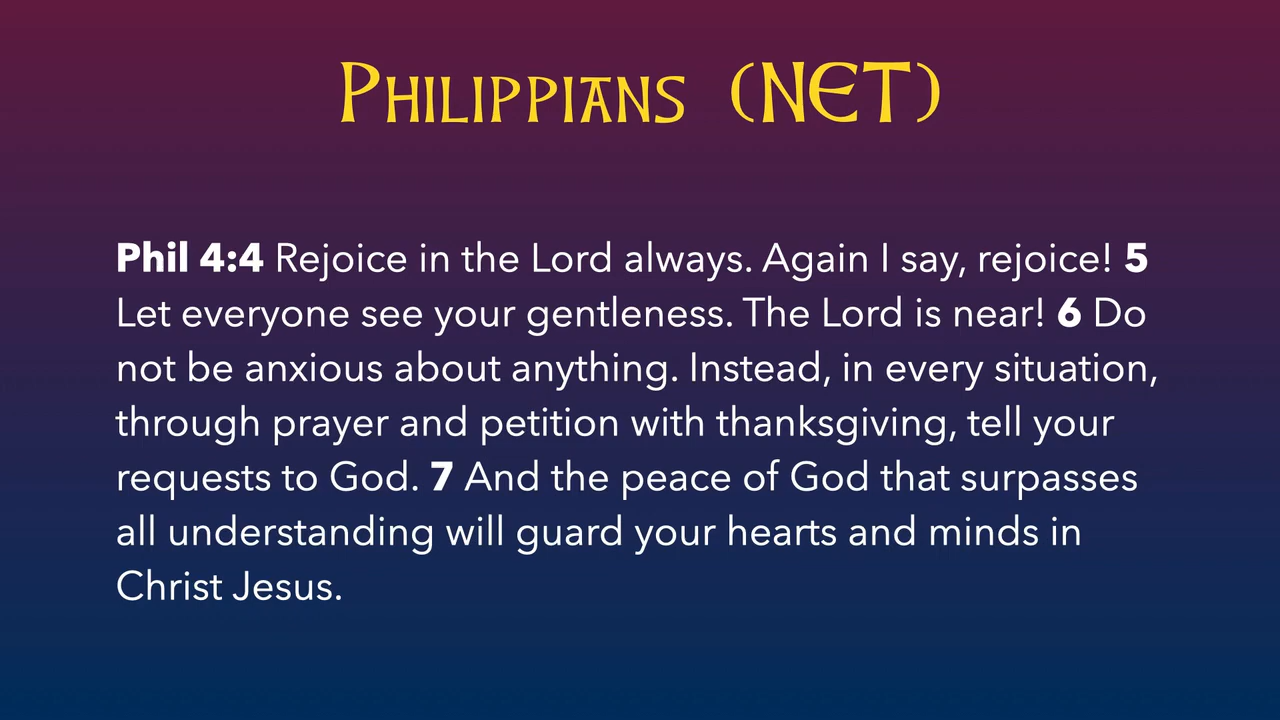 Philippians (NET)
Phil 4:4 Rejoice in the Lord always. Again I say, rejoice! 5
Let everyone see your gentleness. The Lord is near! 6 Do
not be anxious about anything. Instead, in every situation,
through prayer and petition with thanksgiving, tell your
requests to God. 7 And the peace of God that surpasses
all understanding will guard your hearts and minds in
Christ Jesus.